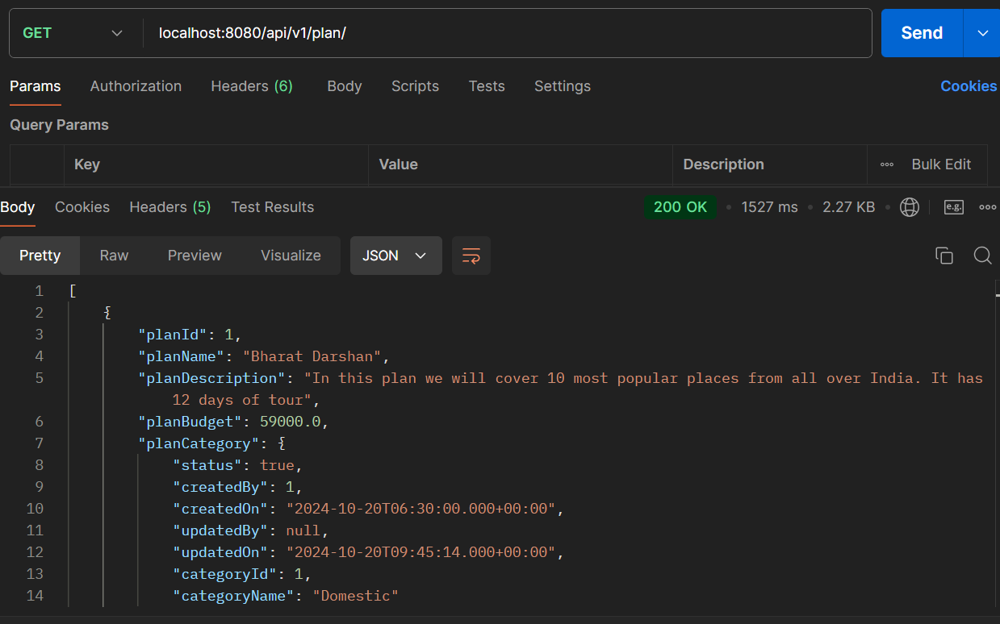 GET localhost:8080/api/v1/plan/ Send
Params Authorization Headers (6) Body Scripts Tests Settings Cookies
Query Params
Key Value Description Bulk Edit
Body Cookies Headers (5) Test Results 200 OK 1527 ms 2.27 KB e.g.
Pretty Raw Preview Visualize JSON
1 [
2 {
3 "planId": 1,
4 "planName": "Bharat Darshan",
5 "planDescription": "In this plan we will cover 10 most popular places from all over India. It has
12 days of tour",
6 "planBudget": 59000.0,
7 "planCategory": {
8 "status": true,
9 "createdBy": 1,
10 "createdOn": "2024-10-20T06:30:00.000+00:00",
11 "updatedBy": null,
12 "updatedOn": "2024-10-20T09:45:14.000+00:00",
13 "categoryId": 1,
14 "categoryName": "Domestic"